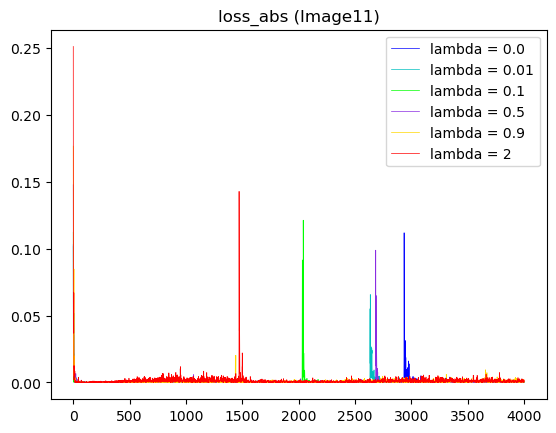 loss_abs (Image11)
0.25
0.20
0.15
0.10
0.05
0.00
lambda = 0.0
lambda = 0.01
lambda = 0.1
lambda = 0.5
lambda = 0.9
lambda = 2
0 500 1000 1500 2000 2500 3000 3500 4000